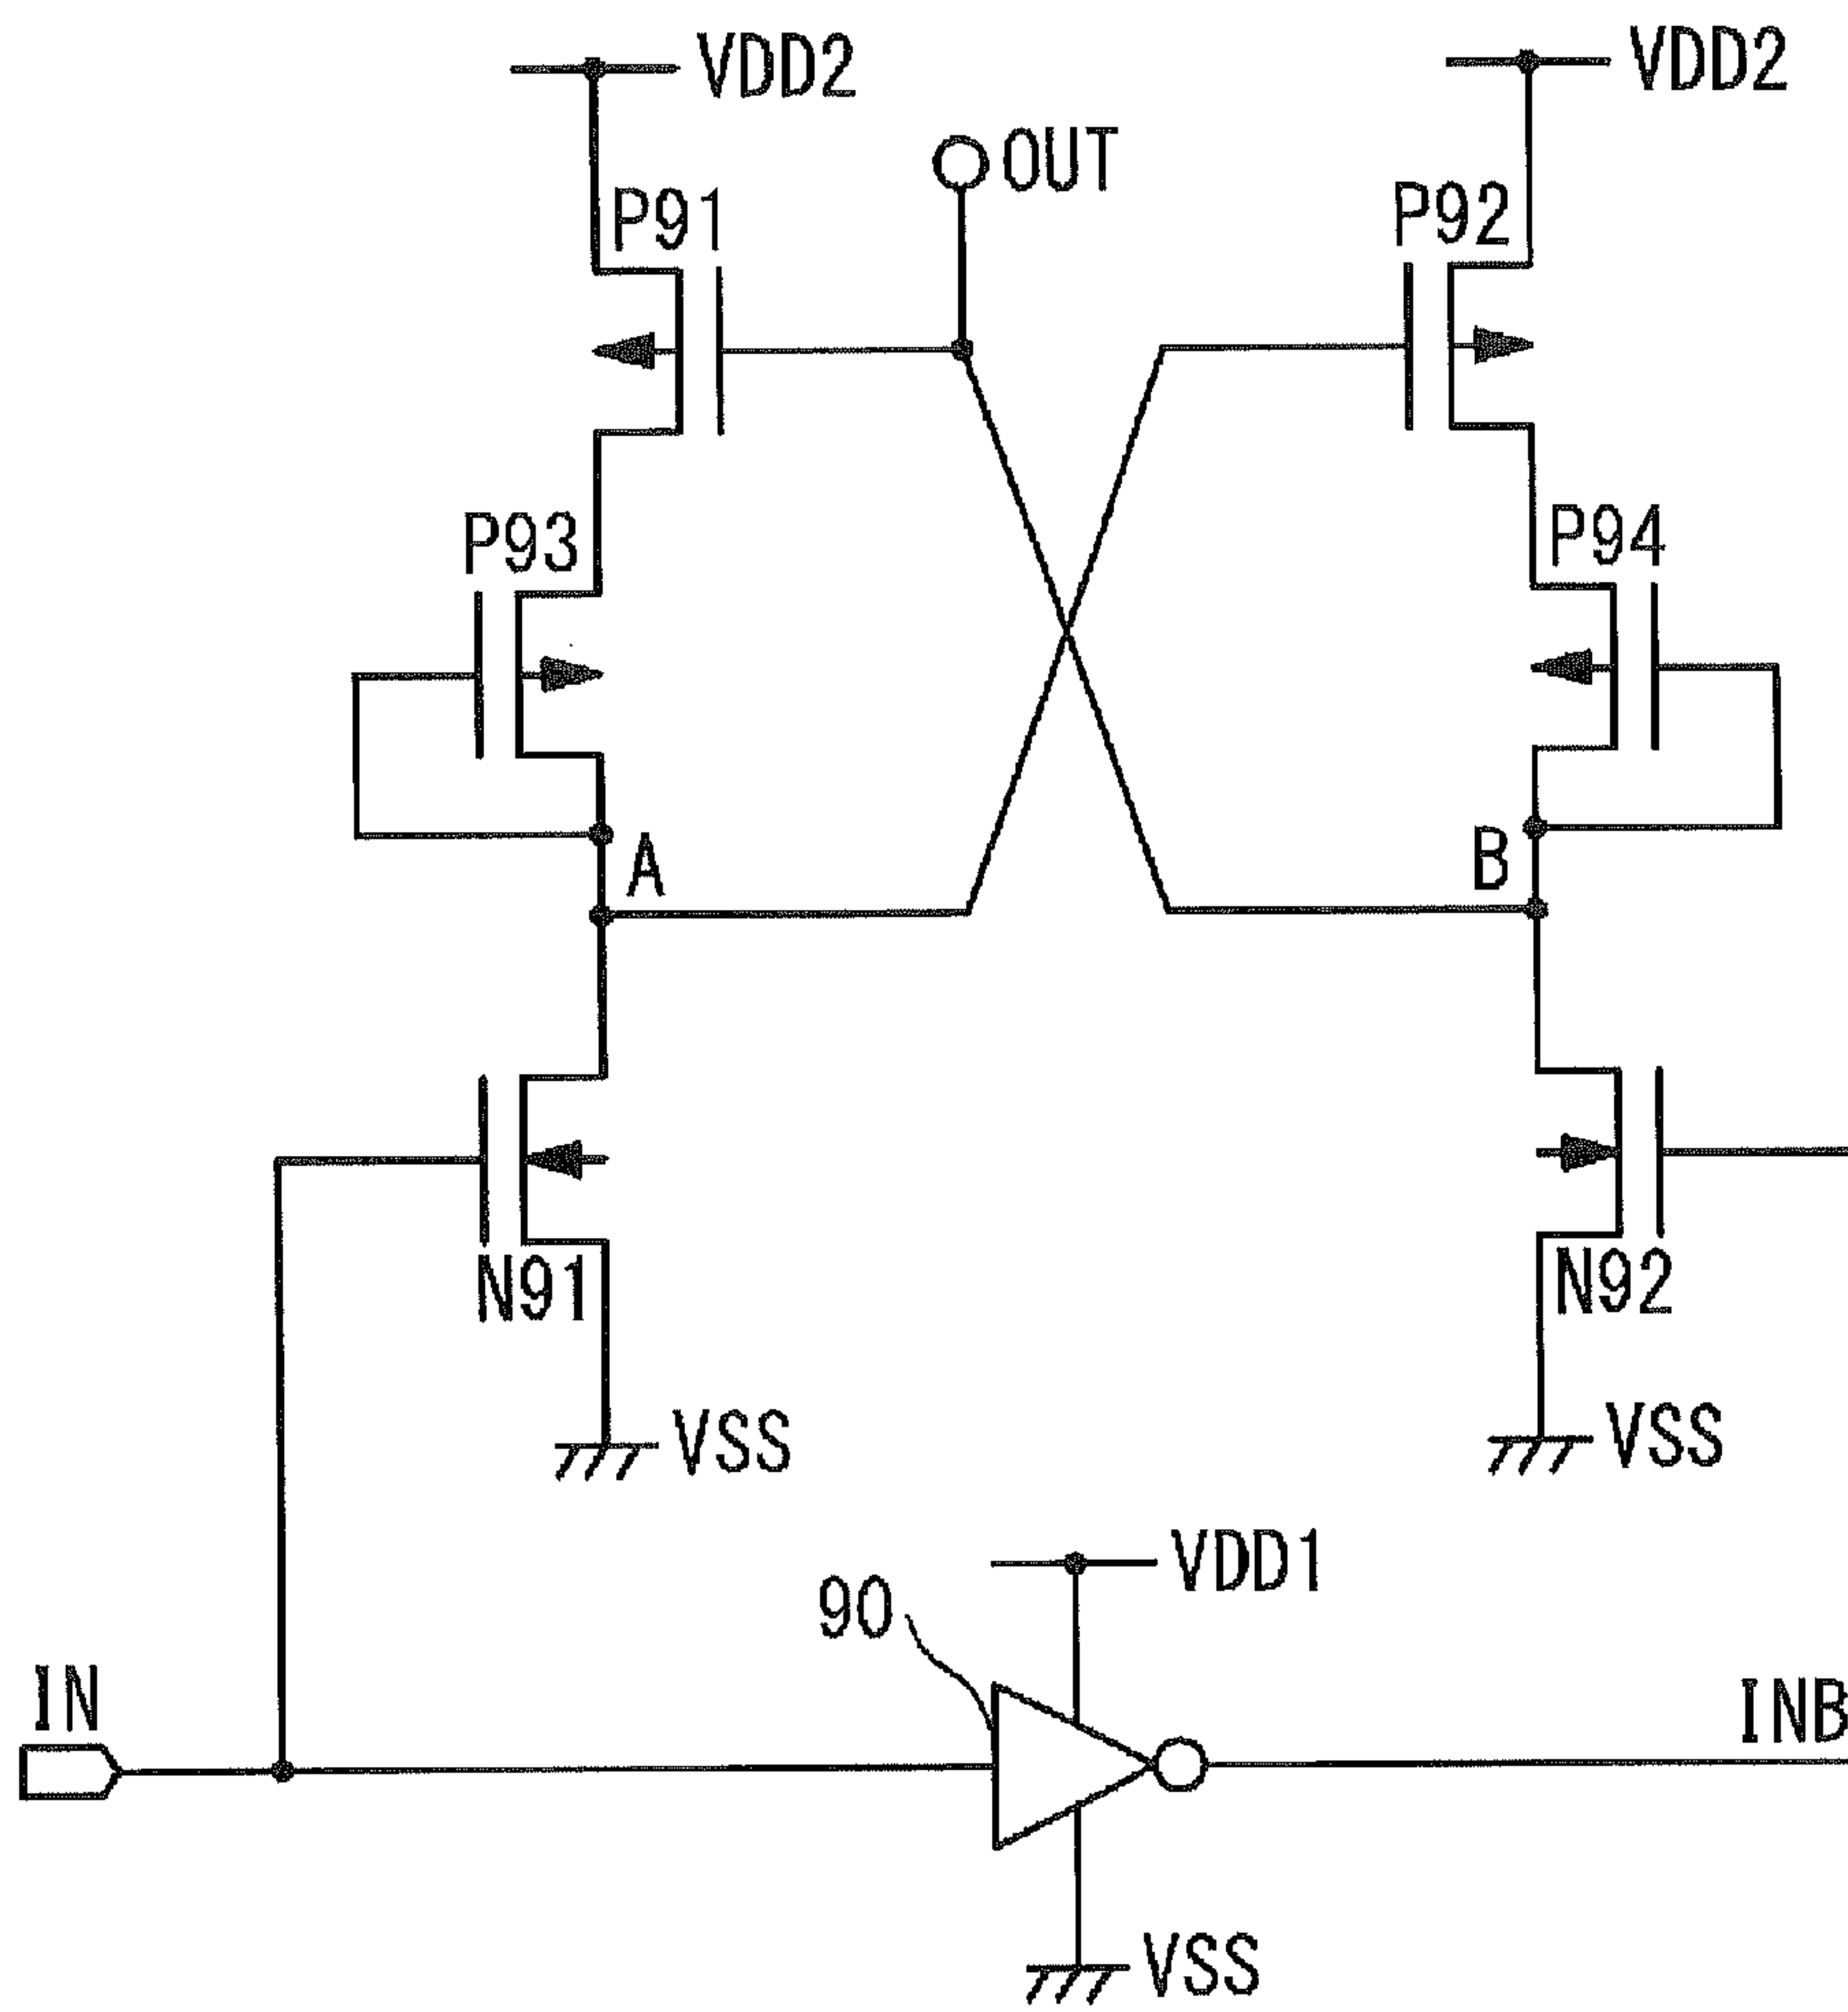 VDD2
VDD2
OUT
P91
P92
P93
P94
A
B
N91
N92
VSS
VSS
VDD1
90
IN
INB
VSS